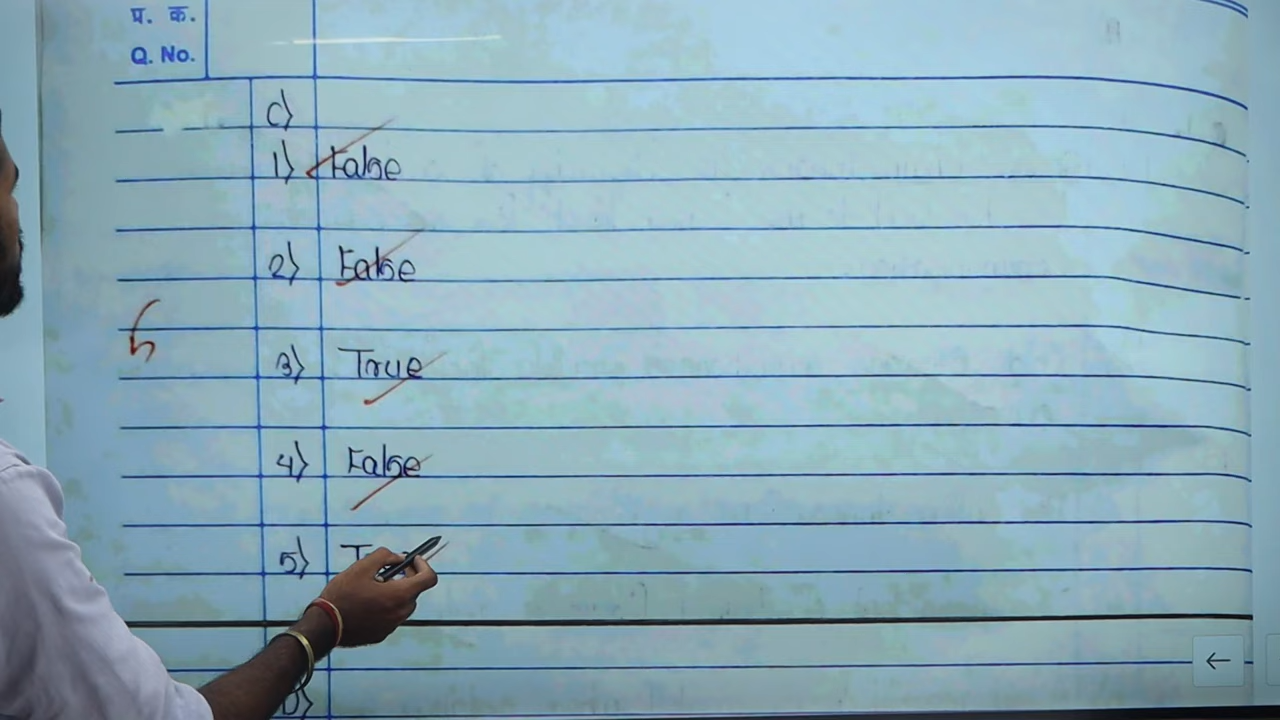 प्र. क्र.
Q. No.
C)
1) False
2) False
3) True
4) False
5)
D)